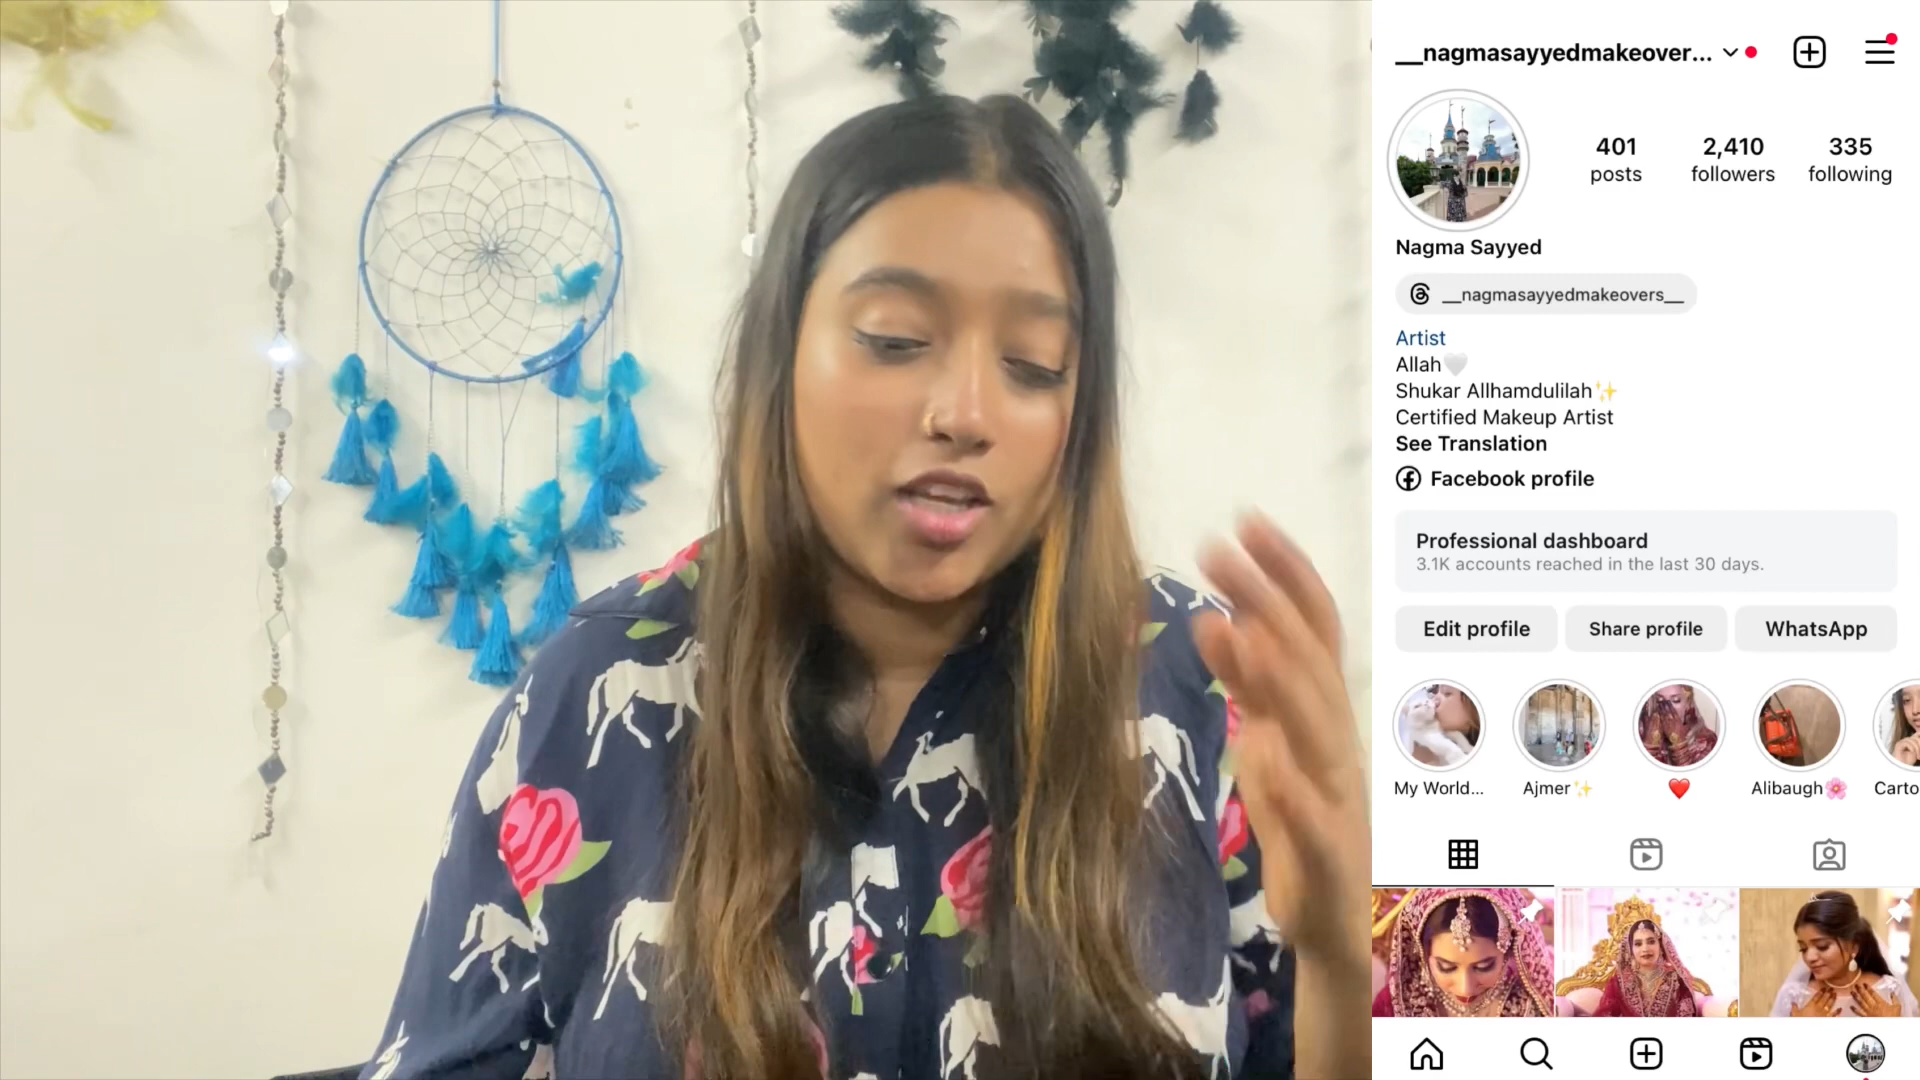 __nagmasayyedmakeover...
401
posts
2,410
followers
335
following
Nagma Sayyed
__nagmasayyedmakeovers__
Artist
Allah🤍
Shukar Allhamdulilah✨
Certified Makeup Artist
See Translation
Facebook profile
Professional dashboard
3.1K accounts reached in the last 30 days.
Edit profile
Share profile
WhatsApp
My World...
Ajmer✨
❤️
Alibaugh🌸
Carto